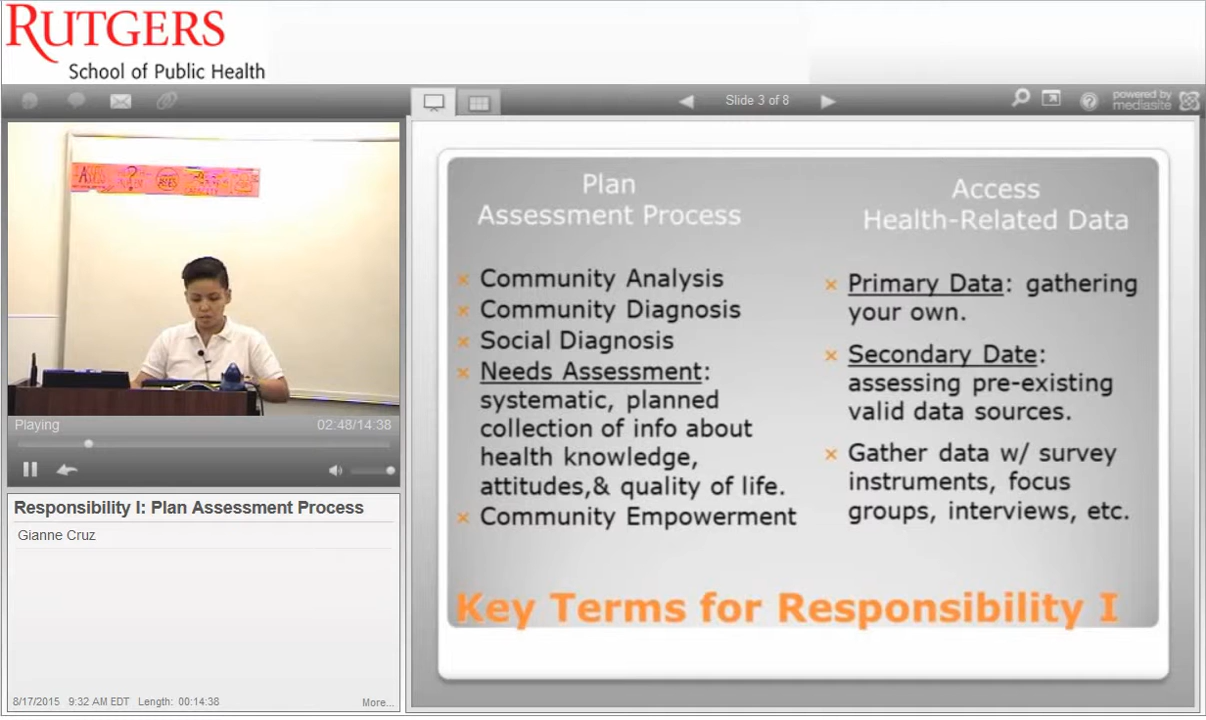 RUTGERS
School of Public Health
Slide 3 of 8
powered by
mediasite
Playing
02:48/14.38
Responsibility I: Plan Assessment Process
Gianne Cruz
8/17/2015 9:32 AM EDT Length: 00:14:38
More...
Plan
Assessment Process
Community Analysis
Community Diagnosis
Social Diagnosis
Needs Assessment:
systematic, planned
collection of info about
health knowledge,
attitudes,& quality of life.
Community Empowerment
Access
Health-Related Data
Primary Data: gathering
your own.
Secondary Date:
assessing pre-existing
valid data sources.
Gather data w/ survey
instruments, focus
groups, interviews, etc.
Key Terms for Responsibility I